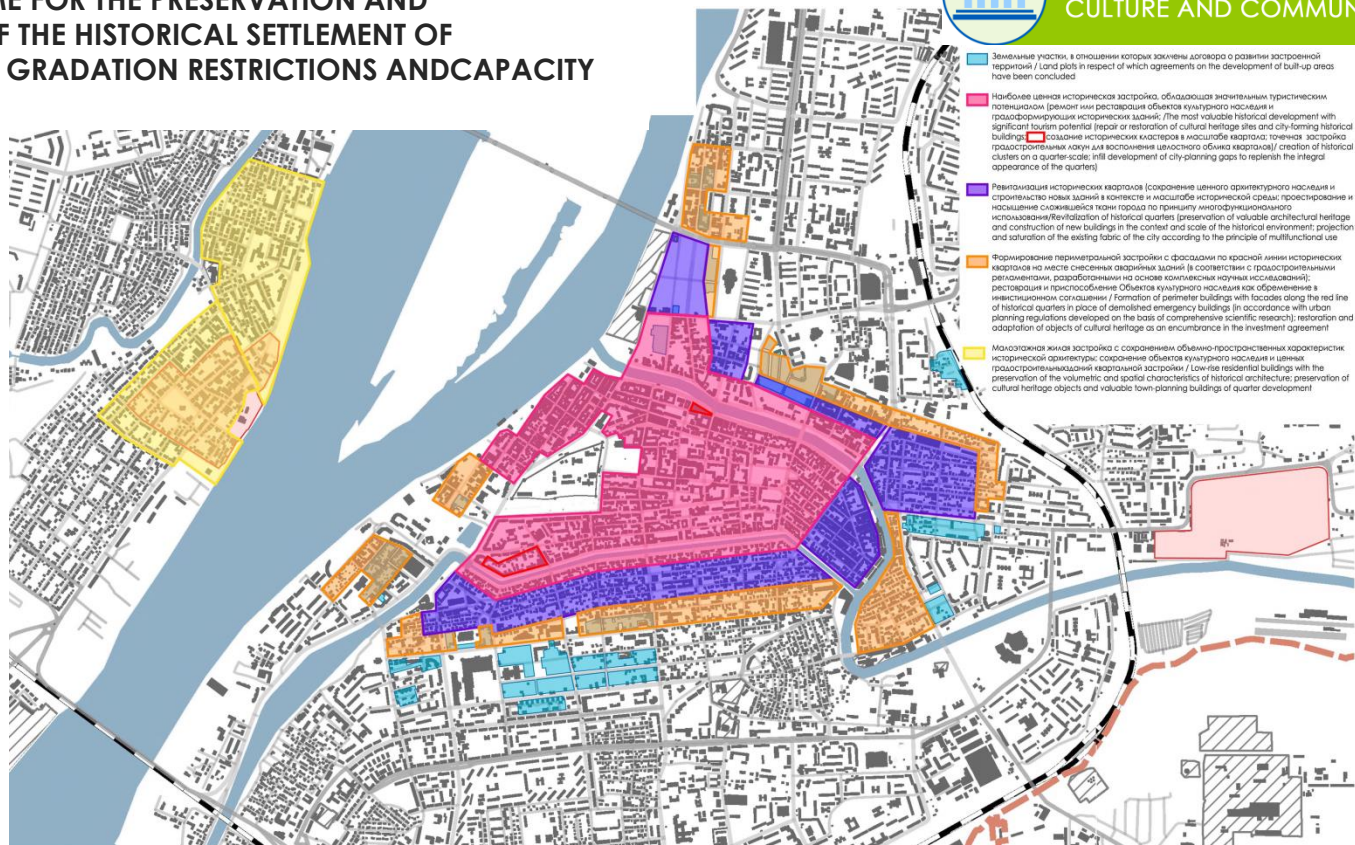 ME FOR THE PRESERVATION AND
F THE HISTORICAL SETTLEMENT OF
GRADATION RESTRICTIONS ANDCAPACITY
CULTURE AND COMMUN
Земельные участки, в отношении которых заключены договора о развитии застроенной
территоий / Land plots in respect of which agreements on the development of built-up areas
have been concluded
Наиболее ценная историческая застройка, обладающая значительным туристическим
потенциалом (ремонт или реставрация объектов культурного наследия и
градоформирующих исторических зданий; /The most valuable historical development with
significant tourism potential (repair or restoration of cultural heritage sites and city-forming historical
buildings; создание исторических кластеров в масштабе квартала; точечная застройка
градостроительных лакун для восполнения целостного облика кварталов)/ creation of historical
clusters on a quarter-scale; infill development of city-planning gaps to replenish the integral
appearance of the quarters)
Ревитализация исторических кварталов (сохранение ценного архитектурного наследия и
строительство новых зданий в контексте и масштабе исторической среды; проестирование и
насыщение сложившейся ткани города по принципу многофункционального
использования/Revitalization of historical quarters (preservation of valuable architectural heritage
and construction of new buildings in the context and scale of the historical environment; projection
and saturation of the existing fabric of the city according to the principle of multifunctional use
Формирование периметральной застройки с фасадами по красной линии исторических
кварталов на месте снесенных аварийных зданий (в соответствии с градостроительными
регламентами, разработанными на основе комплексных научных исследований);
рестоврация и приспособление Объектов культурного наследия как обременение в
инвистиционном соглашении / Formation of perimeter buildings with facades along the red line
of historical quarters in place of demolished emergency buildings (in accordance with urban
planning regulations developed on the basis of comprehensive scientific research); restoration and
adaptation of objects of cultural heritage as an encumbrance in the investment agreement
Малоэтажная жилая застройка с сохранением объемно-пространственных характеристик
исторической архитектуры; сохранение объектов культурного наследия и ценных
градостроительныхзданий квартальной застройки / Low-rise residential buildings with the
preservation of the volumetric and spatial characteristics of historical architecture; preservation of
cultural heritage objects and valuable town-planning buildings of quarter development